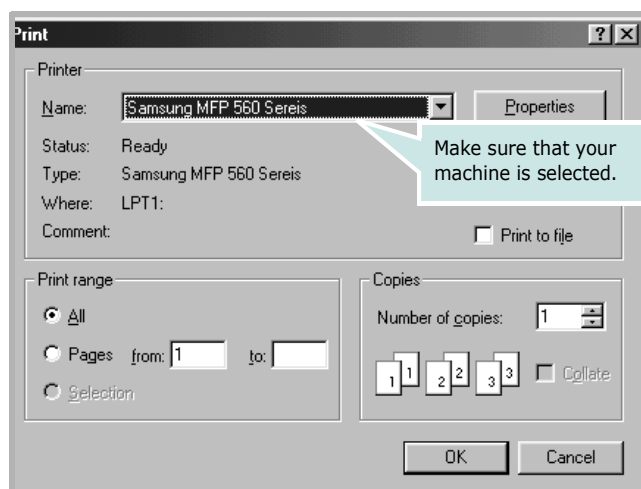 Print
Printer
Name: Samsung MFP 560 Sereis Properties
Status: Ready
Make sure that your
machine is selected.
Type: Samsung MFP 560 Sereis
Where: LPT1:
Comment: Print to file
Print range
All
Pages from: 1 to:
Selection
Copies
Number of copies: 1
1 1 2 2 3 3 Collate
OK Cancel